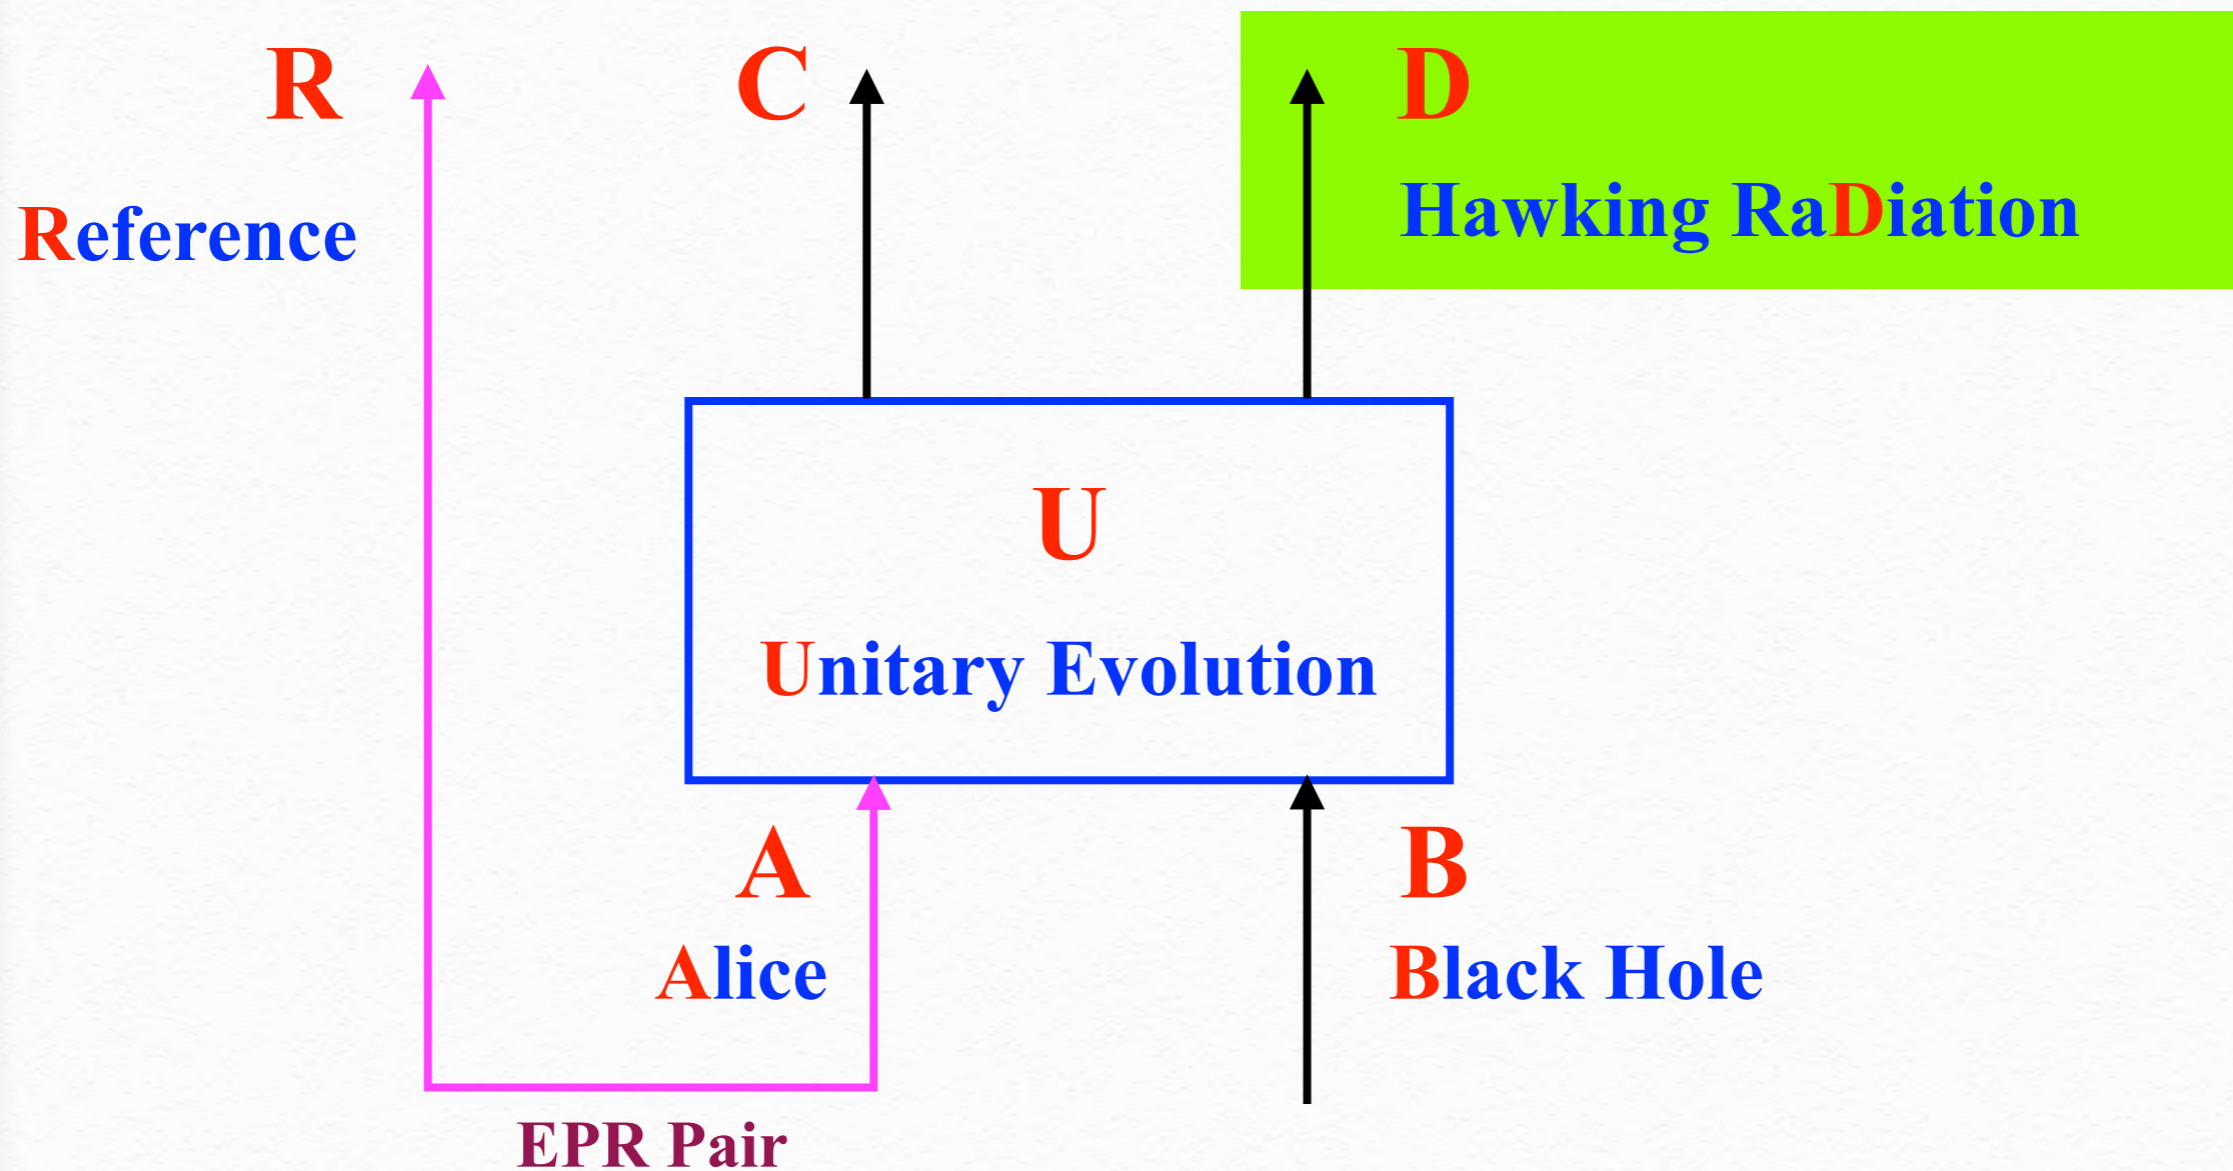 R
C
D
Reference
Hawking RaDiation
U
Unitary Evolution
A
B
Alice
Black Hole
EPR Pair